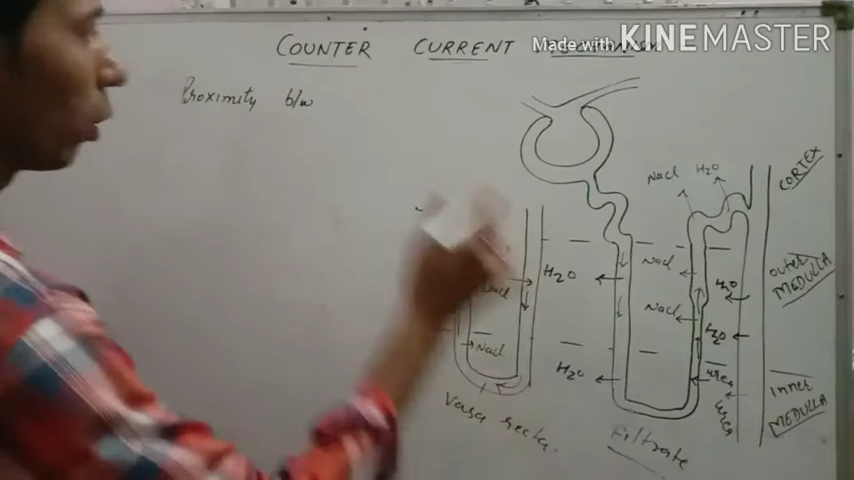 COUNTER CURRENT
Made with KINEMASTER
Proximity b/w
CORTEX
Nacl H2O
Nacl
outer MEDULLA
H2O
H2O
Nacl
Nacl
H2O
Nacl
H2O
urea
Inner MEDULLA
urea
Vasa recta.
Filtrate